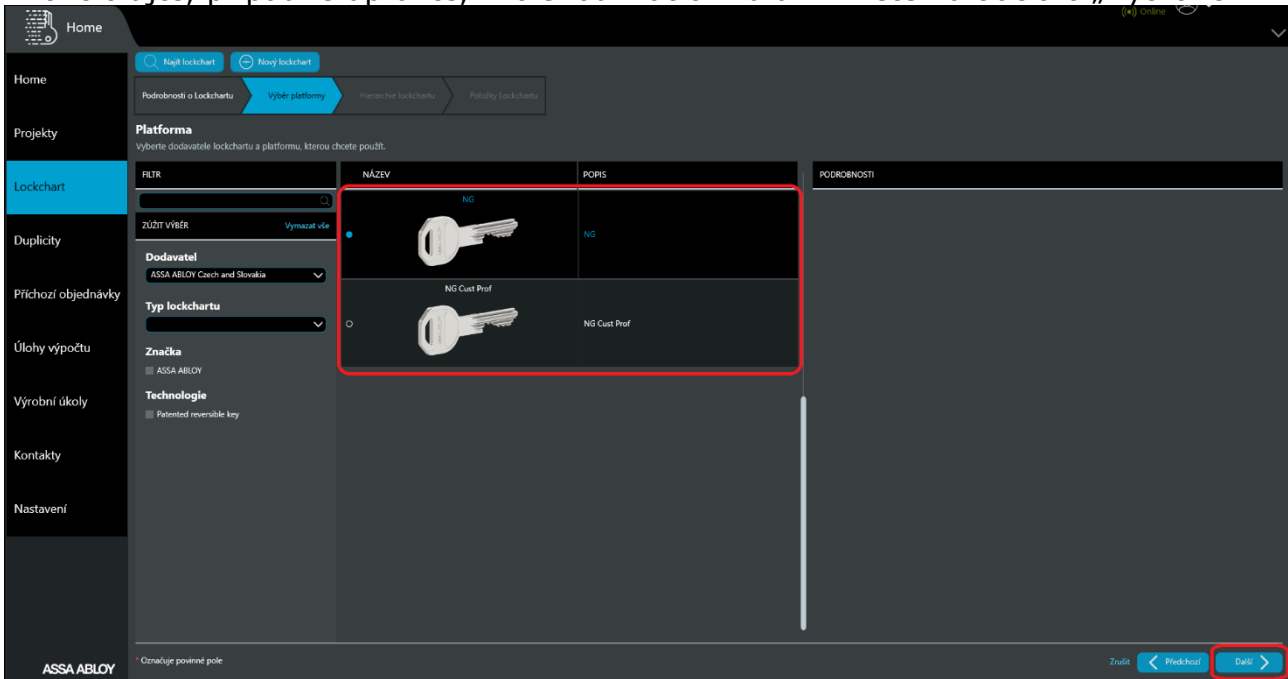 Home
((●)) Online
Home
Projekty
Lockchart
Duplicity
Příchozí objednávky
Úlohy výpočtu
Výrobní úkoly
Kontakty
Nastavení
ASSA ABLOY
Najít lockchart
Nový lockchart
Podrobnosti o Lockchartu
Výběr platformy
Hierarchie lockchartu
Položky Lockchartu
Platforma
Vyberte dodavatele lockchartu a platformu, kterou chcete použít.
FILTR
ZÚŽIT VÝBĚR Vymazat vše
Dodavatel
ASSA ABLOY Czech and Slovakia
Typ lockchartu
Značka
ASSA ABLOY
Technologie
Patented reversible key
NÁZEV POPIS
NG
NG
NG Cust Prof
NG Cust Prof
PODROBNOSTI
* Označuje povinné pole
Zrušit
Předchozí
Další